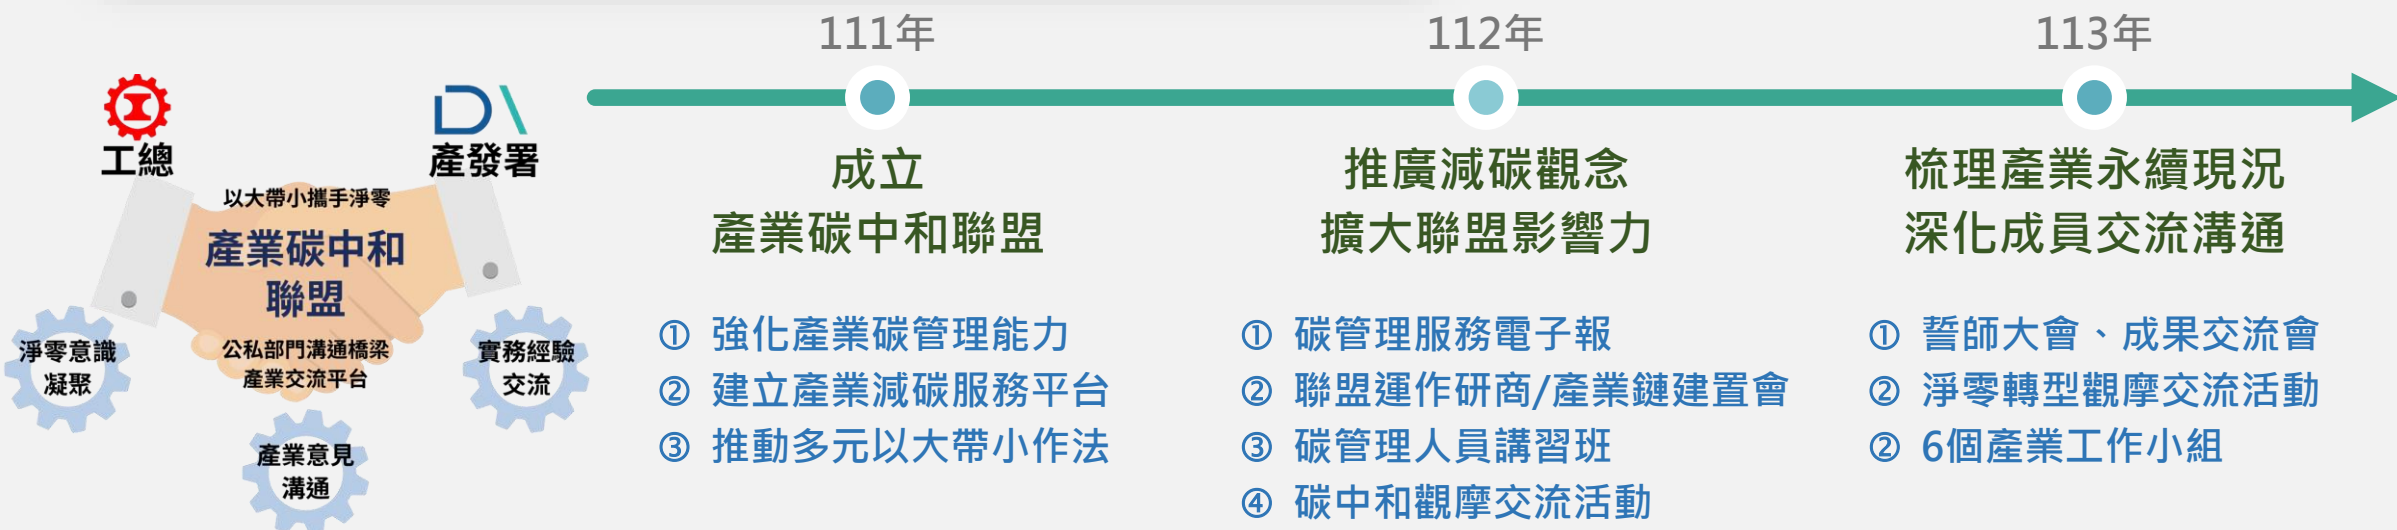 工總
產發署
以大帶小攜手淨零
產業碳中和
聯盟
公私部門溝通橋梁
產業交流平台
淨零意識
凝聚
實務經驗
交流
產業意見
溝通
111年
成立
產業碳中和聯盟
① 強化產業碳管理能力
② 建立產業減碳服務平台
③ 推動多元以大帶小作法
112年
推廣減碳觀念
擴大聯盟影響力
① 碳管理服務電子報
② 聯盟運作研商/產業鏈建置會
③ 碳管理人員講習班
④ 碳中和觀摩交流活動
113年
梳理產業永續現況
深化成員交流溝通
① 誓師大會、成果交流會
② 淨零轉型觀摩交流活動
② 6個產業工作小組